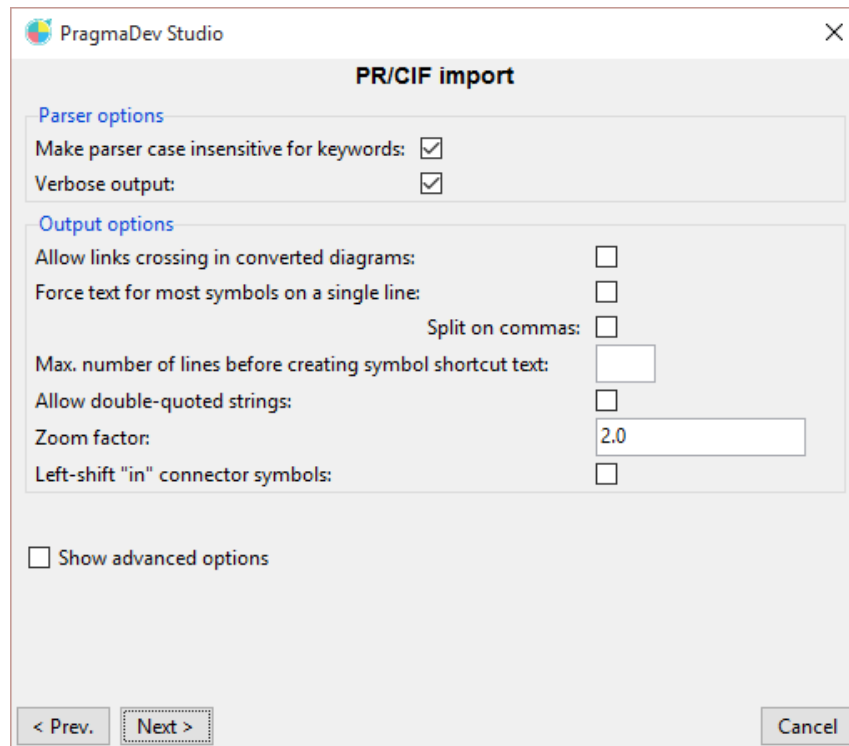 PragmaDev Studio
PR/CIF import
Parser options
Make parser case insensitive for keywords:
Verbose output:
Output options
Allow links crossing in converted diagrams:
Force text for most symbols on a single line:
Split on commas:
Max. number of lines before creating symbol shortcut text:
Allow double-quoted strings:
Zoom factor: 2.0
Left-shift "in" connector symbols:
Show advanced options
< Prev. Next > Cancel